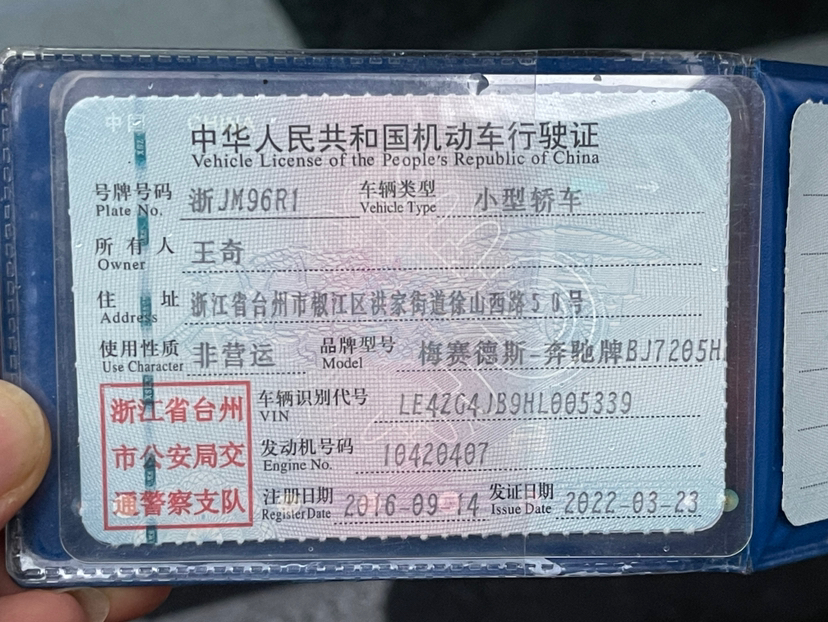 中国 CHINA
中华人民共和国机动车行驶证
Vehicle License of the People's Republic of China
号牌号码 浙JM96R1 车辆类型 小型轿车
Plate No. Vehicle Type
所有人 王奇
Owner
住址 浙江省台州市椒江区洪家街道徐山西路50号
Address
使用性质 非营运 品牌型号 梅赛德斯-奔驰牌BJ7205H
Use Character Model
浙江省台州
市公安局交
通警察支队
车辆识别代号 LE42G4JB9HL005339
VIN
发动机号码 10420407
Engine No.
注册日期 2016-09-14 发证日期 2022-03-23
Register Date Issue Date